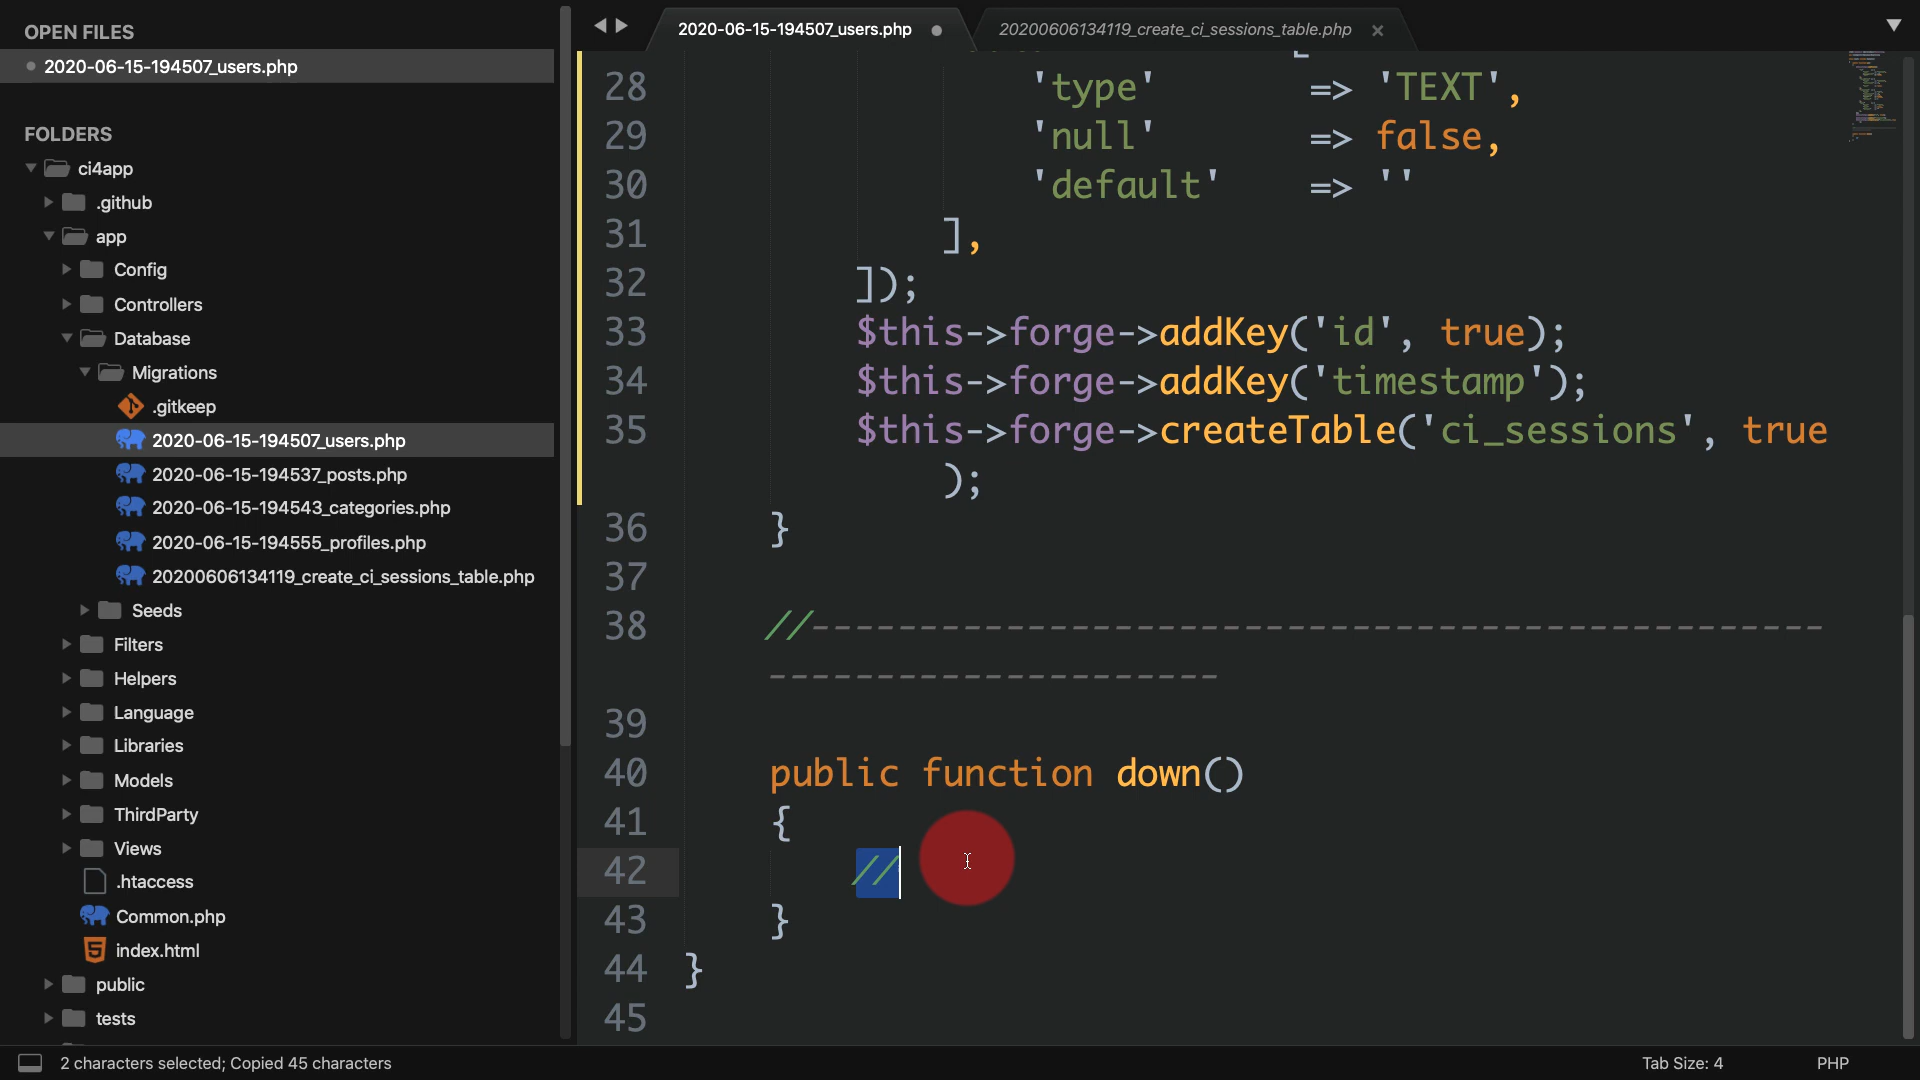 OPEN FILES
2020-06-15-194507_users.php
FOLDERS
ci4app
.github
app
Config
Controllers
Database
Migrations
.gitkeep
2020-06-15-194507_users.php
2020-06-15-194537_posts.php
2020-06-15-194543_categories.php
2020-06-15-194555_profiles.php
20200606134119_create_ci_sessions_table.php
Seeds
Filters
Helpers
Language
Libraries
Models
ThirdParty
Views
.htaccess
Common.php
index.html
public
tests
2020-06-15-194507_users.php
20200606134119_create_ci_sessions_table.php
28 'type' => 'TEXT',
29 'null' => false,
30 'default' => ''
31 ],
32 ]);
33 $this->forge->addKey('id', true);
34 $this->forge->addKey('timestamp');
35 $this->forge->createTable('ci_sessions', true
);
36 }
37
38 //-----------------------------------------------
---------------------
39
40 public function down()
41 {
42 //
43 }
44 }
45
2 characters selected; Copied 45 characters
Tab Size: 4
PHP